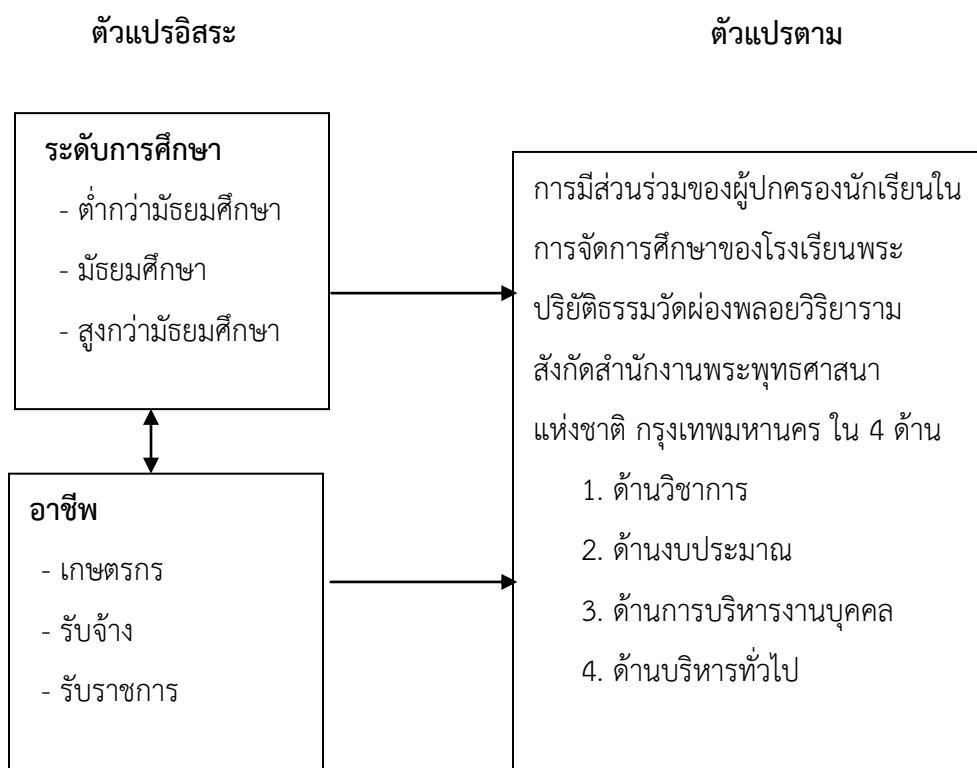 ตัวแปรอิสระ
ตัวแปรตาม
ระดับการศึกษา
- ต่ำกว่ามัธยมศึกษา
- มัธยมศึกษา
- สูงกว่ามัธยมศึกษา
อาชีพ
- เกษตรกร
- รับจ้าง
- รับราชการ
การมีส่วนร่วมของผู้ปกครองนักเรียนใน
การจัดการศึกษาของโรงเรียนพระ
ปริยัติธรรมวัดผ่องพลอยวิริยาราม
สังกัดสำนักงานพระพุทธศาสนา
แห่งชาติ กรุงเทพมหานคร ใน 4 ด้าน
1. ด้านวิชาการ
2. ด้านงบประมาณ
3. ด้านการบริหารงานบุคคล
4. ด้านบริหารทั่วไป